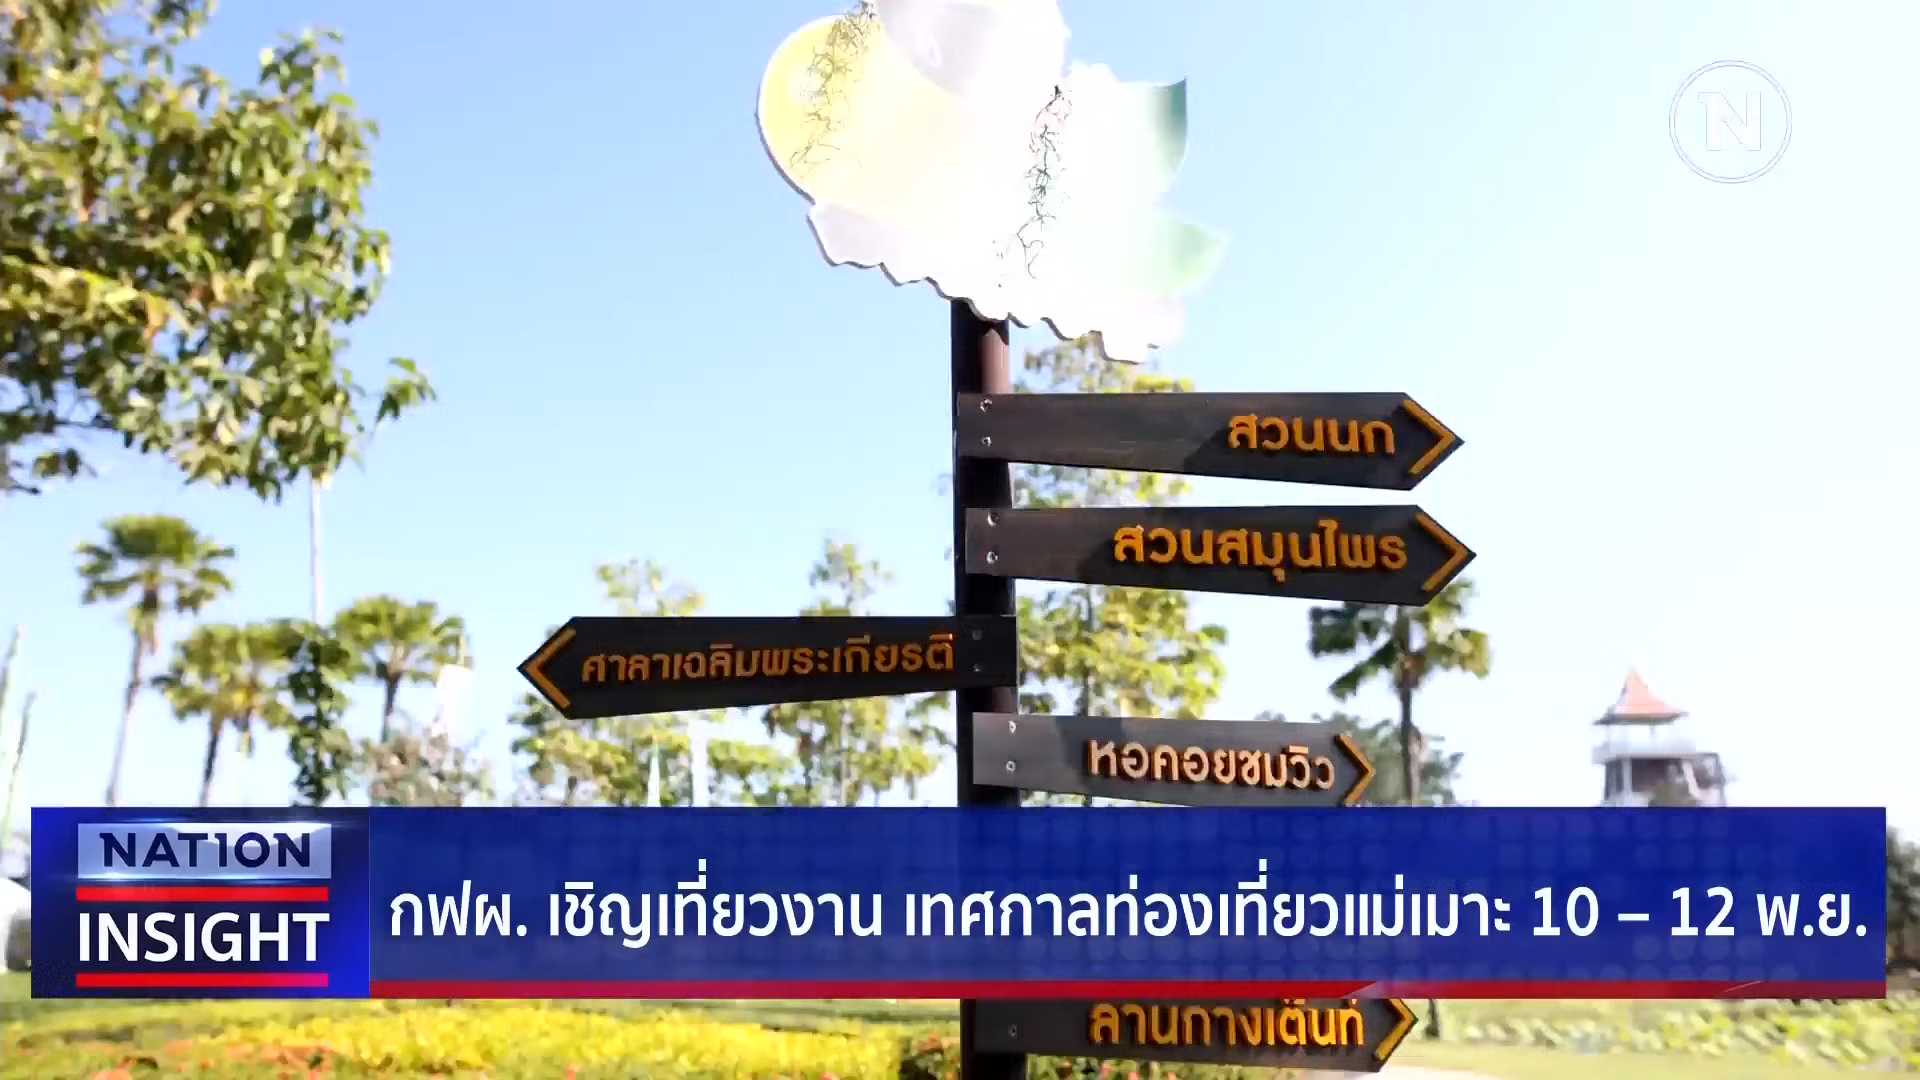 N
สวนนก
สวนสมุนไพร
ศาลาเฉลิมพระเกียรติ
หอคอยชมวิว
NATION
INSIGHT
กฟผ. เชิญเที่ยวงาน เทศกาลท่องเที่ยวแม่เมาะ 10 – 12 พ.ย.
ลานกางเต็นท์